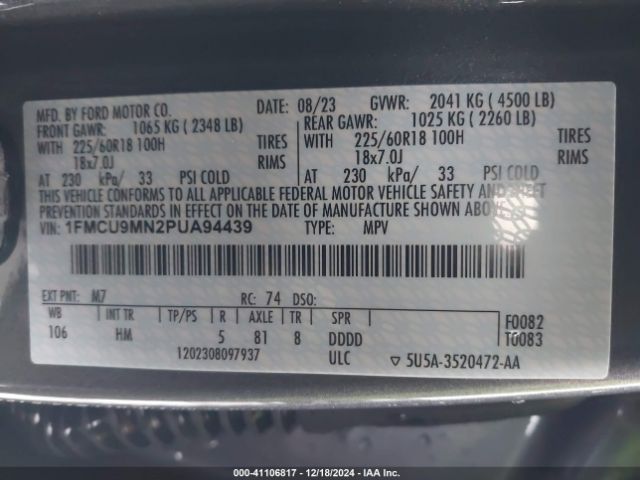 MFD. BY FORD MOTOR CO. DATE: 08/23 GVWR: 2041 KG ( 4500 LB)
FRONT GAWR: 1065 KG ( 2348 LB) REAR GAWR: 1025 KG ( 2260 LB)
WITH 225/60R18 100H TIRES WITH 225/60R18 100H TIRES
18x7.0J RIMS 18x7.0J RIMS
AT 230 kPa/ 33 PSI COLD AT 230 kPa/ 33 PSI COLD
THIS VEHICLE CONFORMS TO ALL APPLICABLE FEDERAL MOTOR VEHICLE SAFETY AND THEFT
PREVENTION STANDARDS IN EFFECT ON THE DATE OF MANUFACTURE SHOWN ABOVE
VIN: 1FMCU9MN2PUA94439 TYPE: MPV
EXT PNT: M7 RC: 74 DSO:
WB INT TR TP/PS R AXLE TR SPR F0082
106 HM 5 81 8 DDDD T0083
1202308097937 ULC 5U5A-3520472-AA
000-41106817 - 12/18/2024 - IAA Inc.